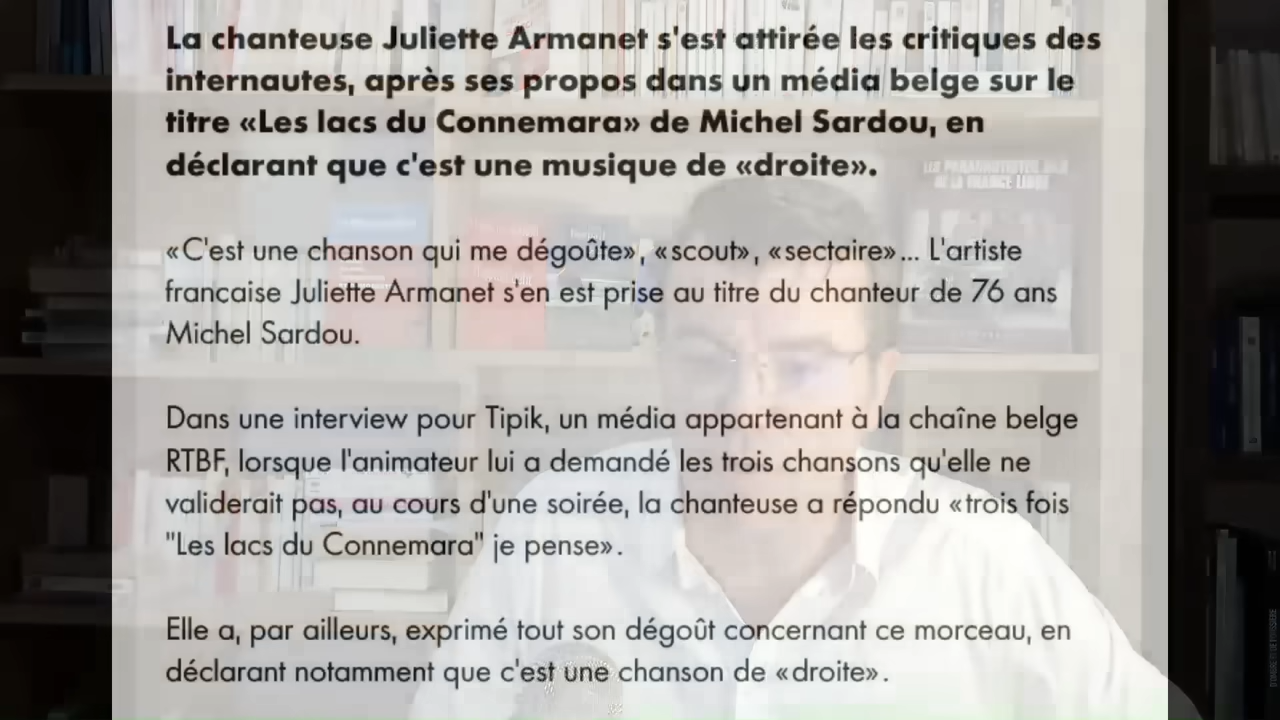 La chanteuse Juliette Armanet s'est attirée les critiques des
internautes, après ses propos dans un média belge sur le
titre «Les lacs du Connemara» de Michel Sardou, en
déclarant que c'est une musique de «droite».
«C'est une chanson qui me dégoûte», «scout», «sectaire»... L'artiste
francaise Juliette Armanet s'en est prise au titre du chanteur de 76 ans
Michel Sardou.
Dans une interview pour Tipik, un média appartenant à la chaîne belge
RTBF, lorsque l'animateur lui a demandé les trois chansons qu'elle ne
validerait pas, au cours d'une soirée, la chanteuse a répondu «trois fois
"Les lacs du Connemara" je pense».
Elle a, par ailleurs, exprimé tout son dégoût concernant ce morceau, en
déclarant notamment que c'est une chanson de «droite».